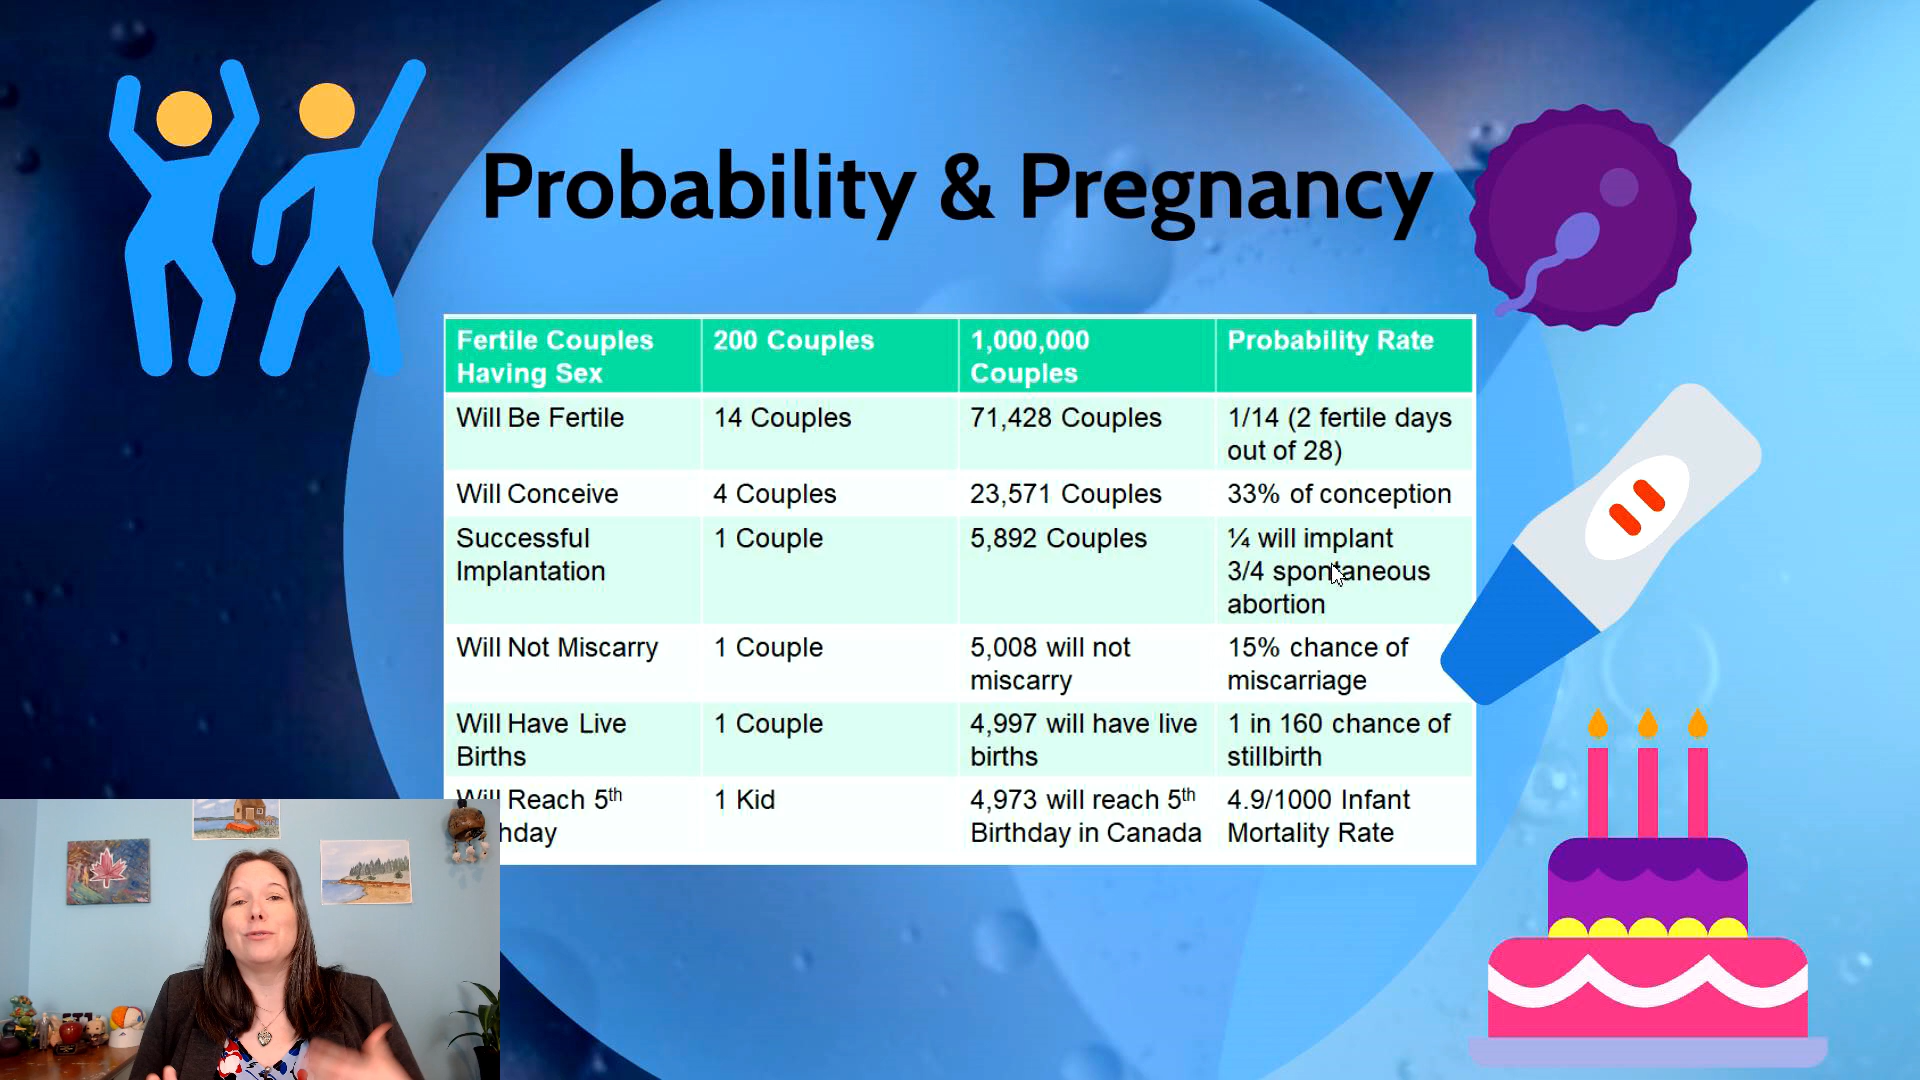 Probability & Pregnancy
Fertile Couples
Having Sex
200 Couples
1,000,000
Couples
Probability Rate
Will Be Fertile
14 Couples
71,428 Couples
1/14 (2 fertile days
out of 28)
Will Conceive
4 Couples
23,571 Couples
33% of conception
Successful
Implantation
1 Couple
5,892 Couples
¼ will implant
3/4 spontaneous
abortion
Will Not Miscarry
1 Couple
5,008 will not
miscarry
15% chance of
miscarriage
Will Have Live
Births
1 Couple
4,997 will have live
births
1 in 160 chance of
stillbirth
Will Reach 5th
hday
1 Kid
4,973 will reach 5th
Birthday in Canada
4.9/1000 Infant
Mortality Rate